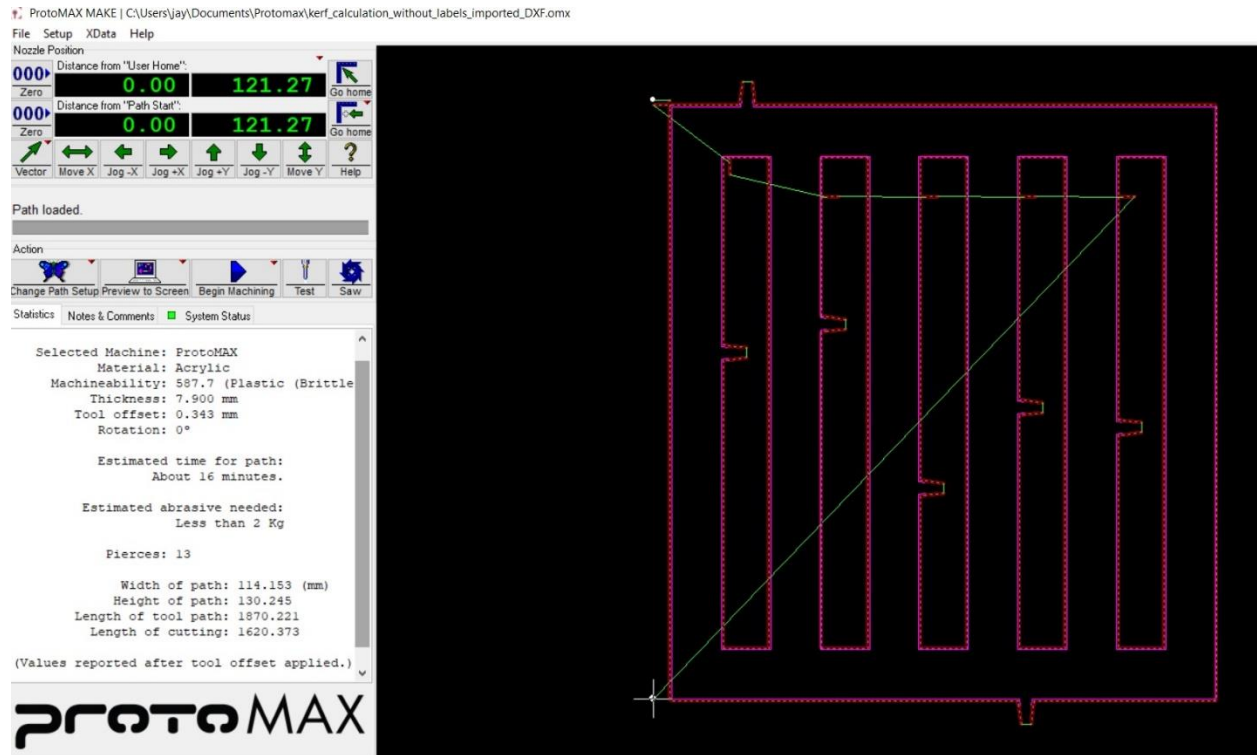 ProtoMAX MAKE | C:\Users\jay\Documents\Protomax\kerf_calculation_without_labels_imported_DXF.omx
File Setup XData Help
Nozzle Position
Distance from "User Home":
000 0.00 121.27
Zero Go home
Distance from "Path Start":
000 0.00 121.27
Zero Go home
Vector Move X Jog -X Jog +X Jog +Y Jog -Y Move Y Help
Path loaded.
Action
Change Path Setup Preview to Screen Begin Machining Test Saw
Statistics Notes & Comments System Status
Selected Machine: ProtoMAX
Material: Acrylic
Machineability: 587.7 (Plastic (Brittle
Thickness: 7.900 mm
Tool offset: 0.343 mm
Rotation: 0°
Estimated time for path:
About 16 minutes.
Estimated abrasive needed:
Less than 2 Kg
Pierces: 13
Width of path: 114.153 (mm)
Height of path: 130.245
Length of tool path: 1870.221
Length of cutting: 1620.373
(Values reported after tool offset applied.)
protoMAX